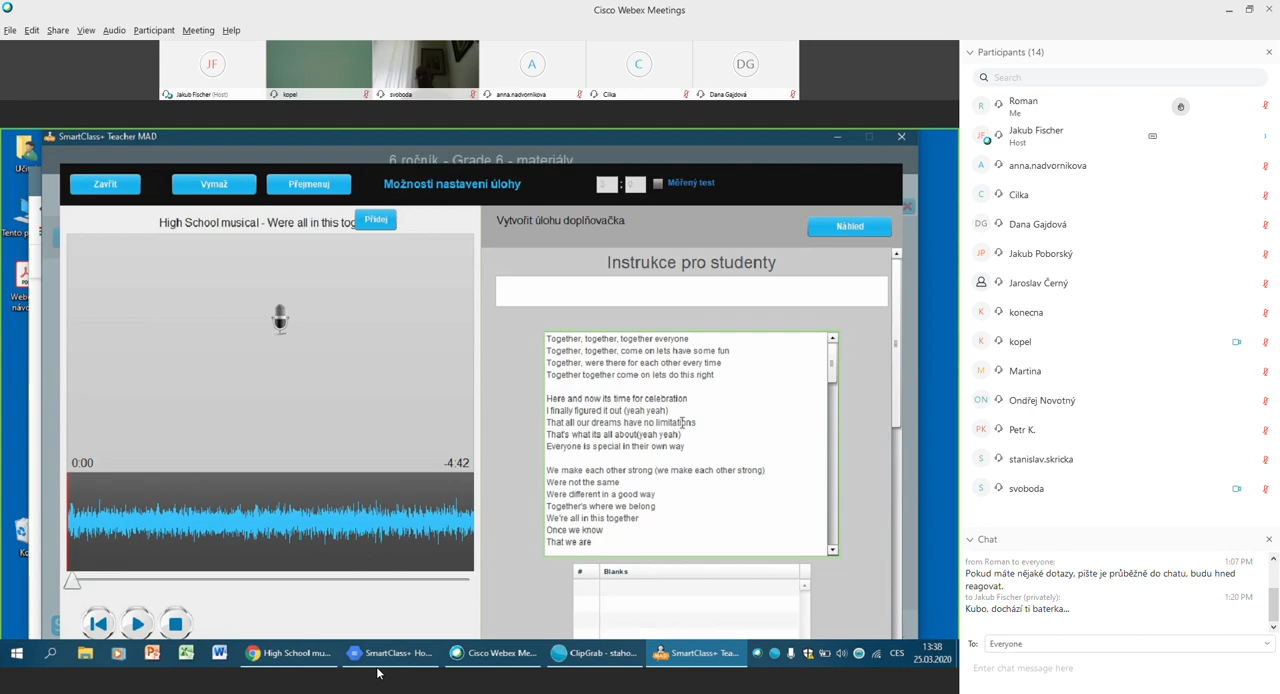 Cisco Webex Meetings
File Edit Share View Audio Participant Meeting Help
JF
Jakub Fischer (Host)
kopel
svoboda
A
anna.nadvornikova
C
Cilka
DG
Dana Gajdová
SmartClass+ Teacher MAD
6 ročník - Grade 6 - materiály
Zavřít
Vymaž
Přejmenuj
Možnosti nastavení úlohy
:
Měřený test
High School musical - Were all in this tog
Přidej
Vytvořit úlohu doplňovačka
Náhled
Instrukce pro studenty
Together, together, together everyone
Together, together, come on lets have some fun
Together, were there for each other every time
Together together come on lets do this right
Here and now its time for celebration
I finally figured it out (yeah yeah)
That all our dreams have no limitations
That's what its all about(yeah yeah)
Everyone is special in their own way
We make each other strong (we make each other strong)
Were not the same
Were different in a good way
Together's where we belong
We're all in this together
Once we know
That we are
# Blanks
0:00
-4:42
Tento p
High School mu...
SmartClass+ Ho...
Cisco Webex Me...
ClipGrab - staho...
SmartClass+ Tea...
CES
13:38
25.03.2020
Participants (14)
Search
R
Roman
Me
JF
Jakub Fischer
Host
A
anna.nadvornikova
C
Cilka
DG
Dana Gajdová
JP
Jakub Poborský
Jaroslav Černý
K
konecna
K
kopel
M
Martina
ON
Ondřej Novotný
PK
Petr K.
S
stanislav.skricka
S
svoboda
Chat
from Roman to everyone: 1:07 PM
Pokud máte nějaké dotazy, pište je průběžně do chatu, budu hned
reagovat.
to Jakub Fischer (privately): 1:20 PM
Kubo, dochází ti baterka...
To: Everyone
Enter chat message here